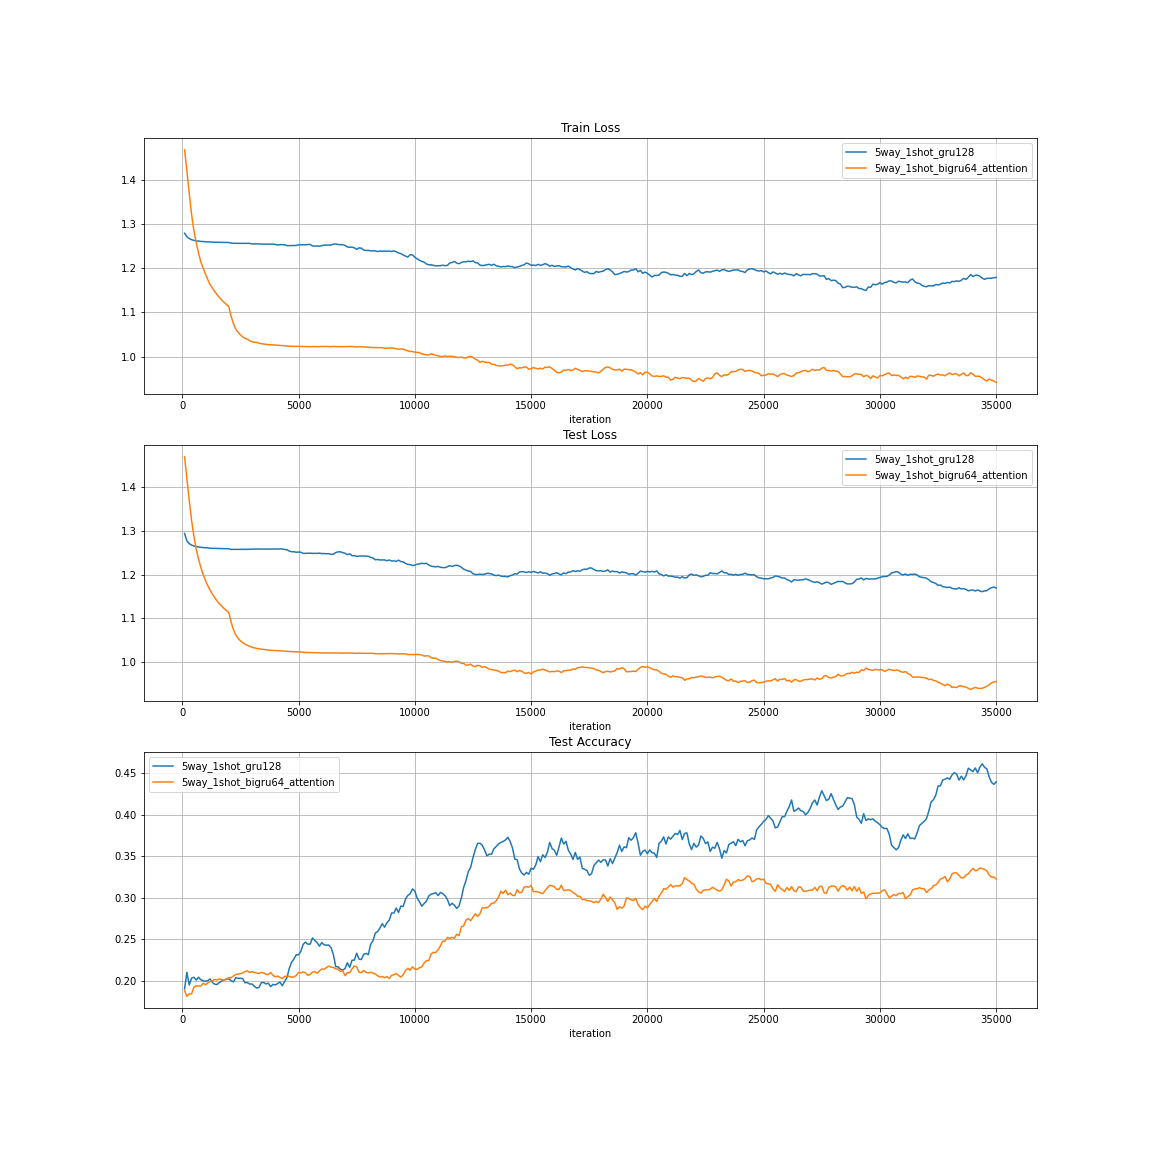 Train Loss
5way_1shot_gru128
5way_1shot_bigru64_attention
1.4
1.3
1.2
1.1
1.0
0 5000 10000 15000 20000 25000 30000 35000
iteration
Test Loss
5way_1shot_gru128
5way_1shot_bigru64_attention
1.4
1.3
1.2
1.1
1.0
0 5000 10000 15000 20000 25000 30000 35000
iteration
Test Accuracy
5way_1shot_gru128
5way_1shot_bigru64_attention
0.45
0.40
0.35
0.30
0.25
0.20
0 5000 10000 15000 20000 25000 30000 35000
iteration